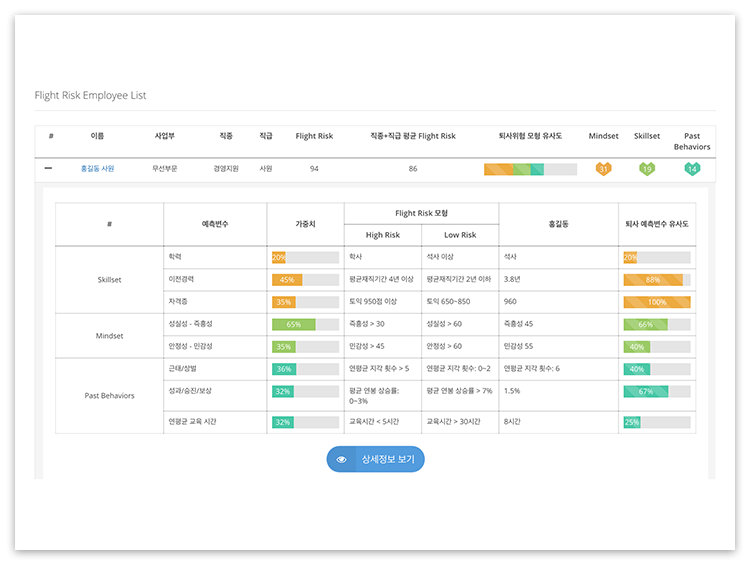 Flight Risk Employee List
# 이름 사업부 직종 직급 Flight Risk 직종+직급 평균 Flight Risk 퇴사위험 모형 유사도 Mindset Skillset Past Behaviors
홍길동 사원 무선부문 경영지원 사원 94 86 31 19 14
# 예측변수 가중치 Flight Risk 모형 홍길동 퇴사 예측변수 유사도
High Risk Low Risk
Skillset
학력 20% 학사 석사 이상 석사 20%
이전경력 45% 평균재직기간 4년 이상 평균재직기간 2년 이하 3.8년 88%
자격증 35% 토익 950점 이상 토익 650~850 960 100%
Mindset
성실성 - 즉흥성 65% 즉흥성 > 30 성실성 > 60 즉흥성 45 66%
안정성 - 민감성 35% 민감성 > 45 안정성 > 60 민감성 55 40%
Past Behaviors
근태/상벌 36% 연평균 지각 횟수 > 5 연평균 지각 횟수: 0~2 연평균 지각 횟수: 6 40%
성과/승진/보상 32% 평균 연봉 상승률: 0~3% 평균 연봉 상승률 > 7% 1.5% 67%
연평균 교육 시간 32% 교육시간 < 5시간 교육시간 > 30시간 8시간 25%
상세정보 보기